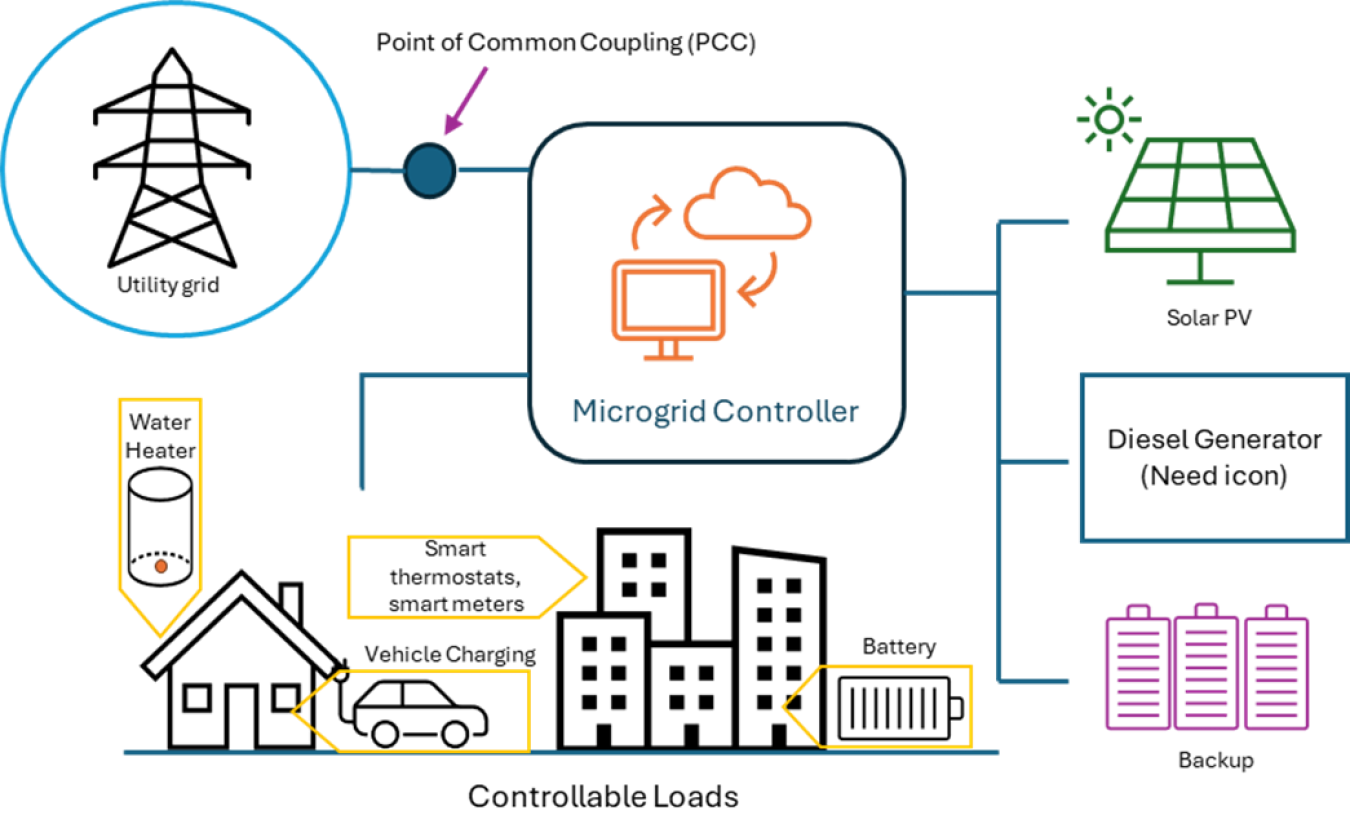 Point of Common Coupling (PCC)
Utility grid
Microgrid Controller
Solar PV
Diesel Generator
(Need icon)
Backup
Water
Heater
Smart
thermostats,
smart meters
Vehicle Charging
Battery
Controllable Loads